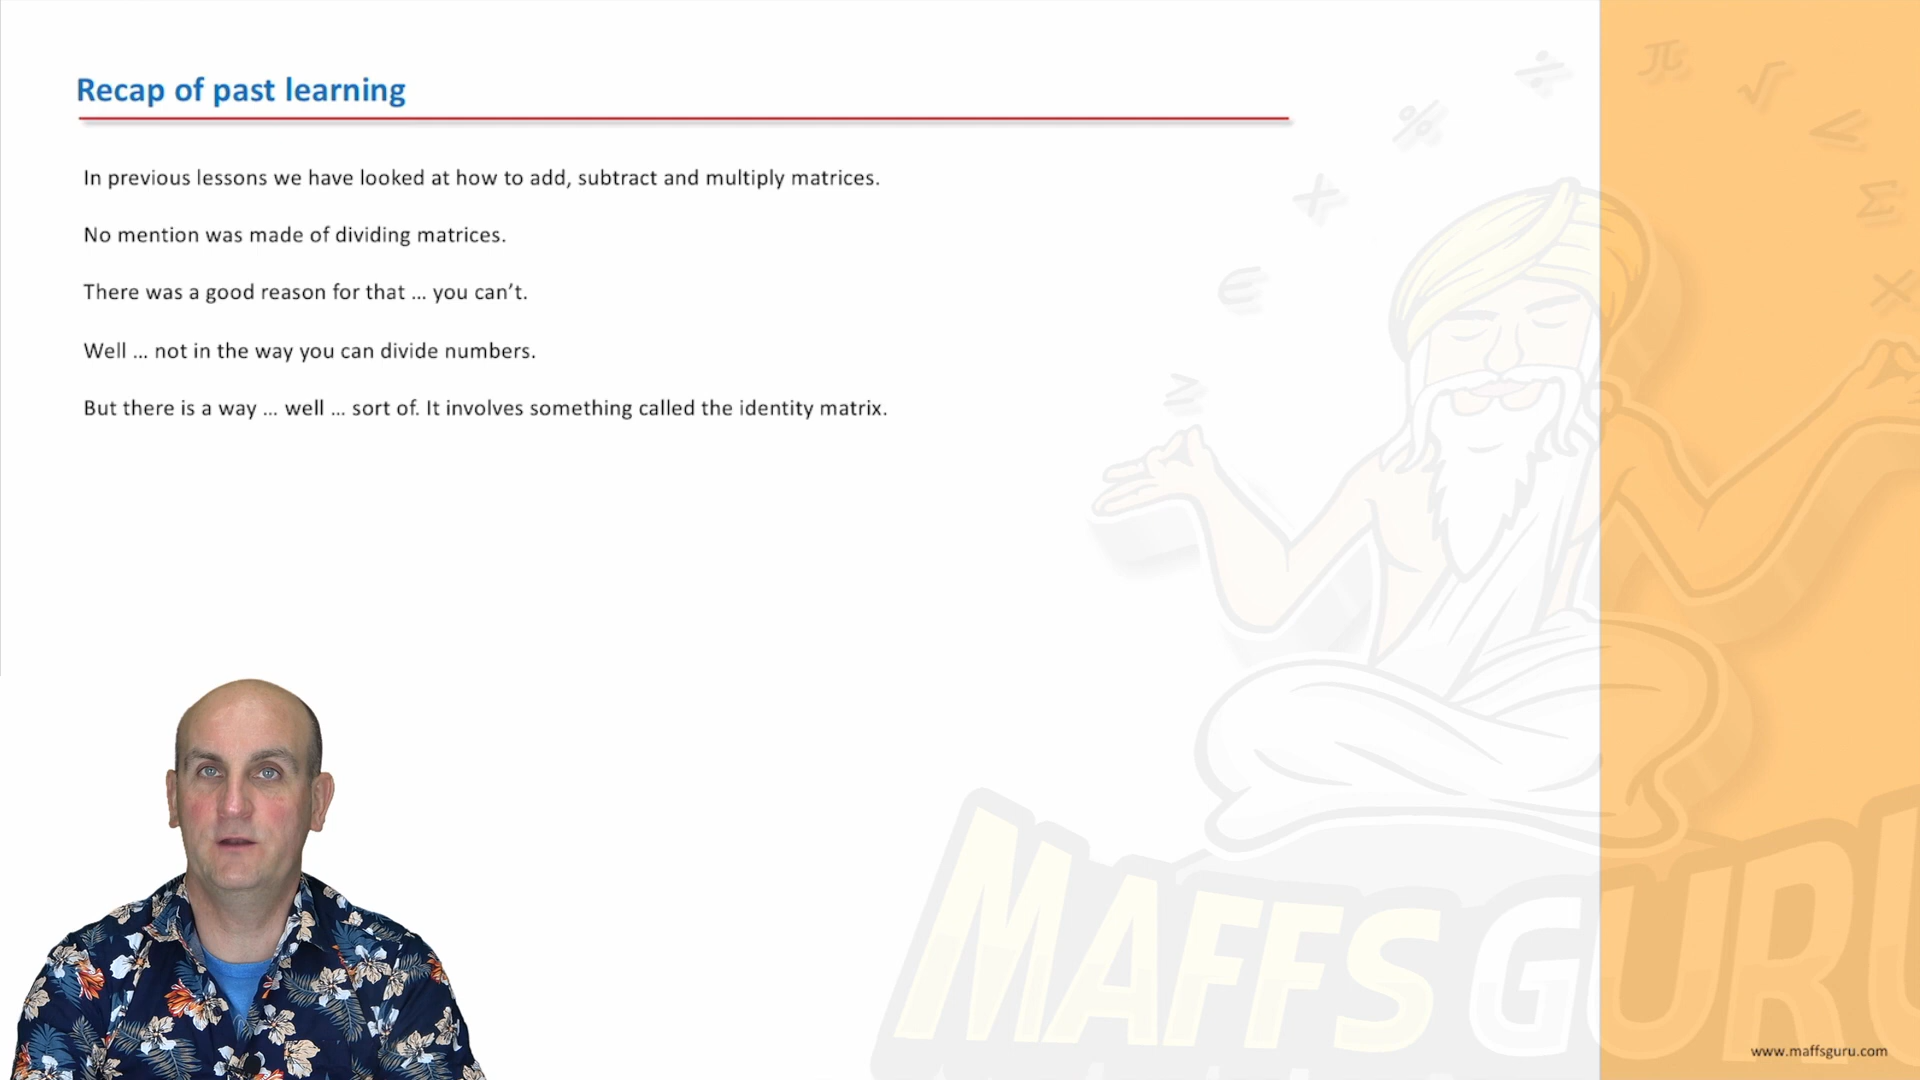 Recap of past learning
In previous lessons we have looked at how to add, subtract and multiply matrices.
No mention was made of dividing matrices.
There was a good reason for that … you can’t.
Well … not in the way you can divide numbers.
But there is a way … well … sort of. It involves something called the identity matrix.
÷ π √ ≤
% + Σ
∈ ×
≥
MAFFS GURU
www.maffsguru.com